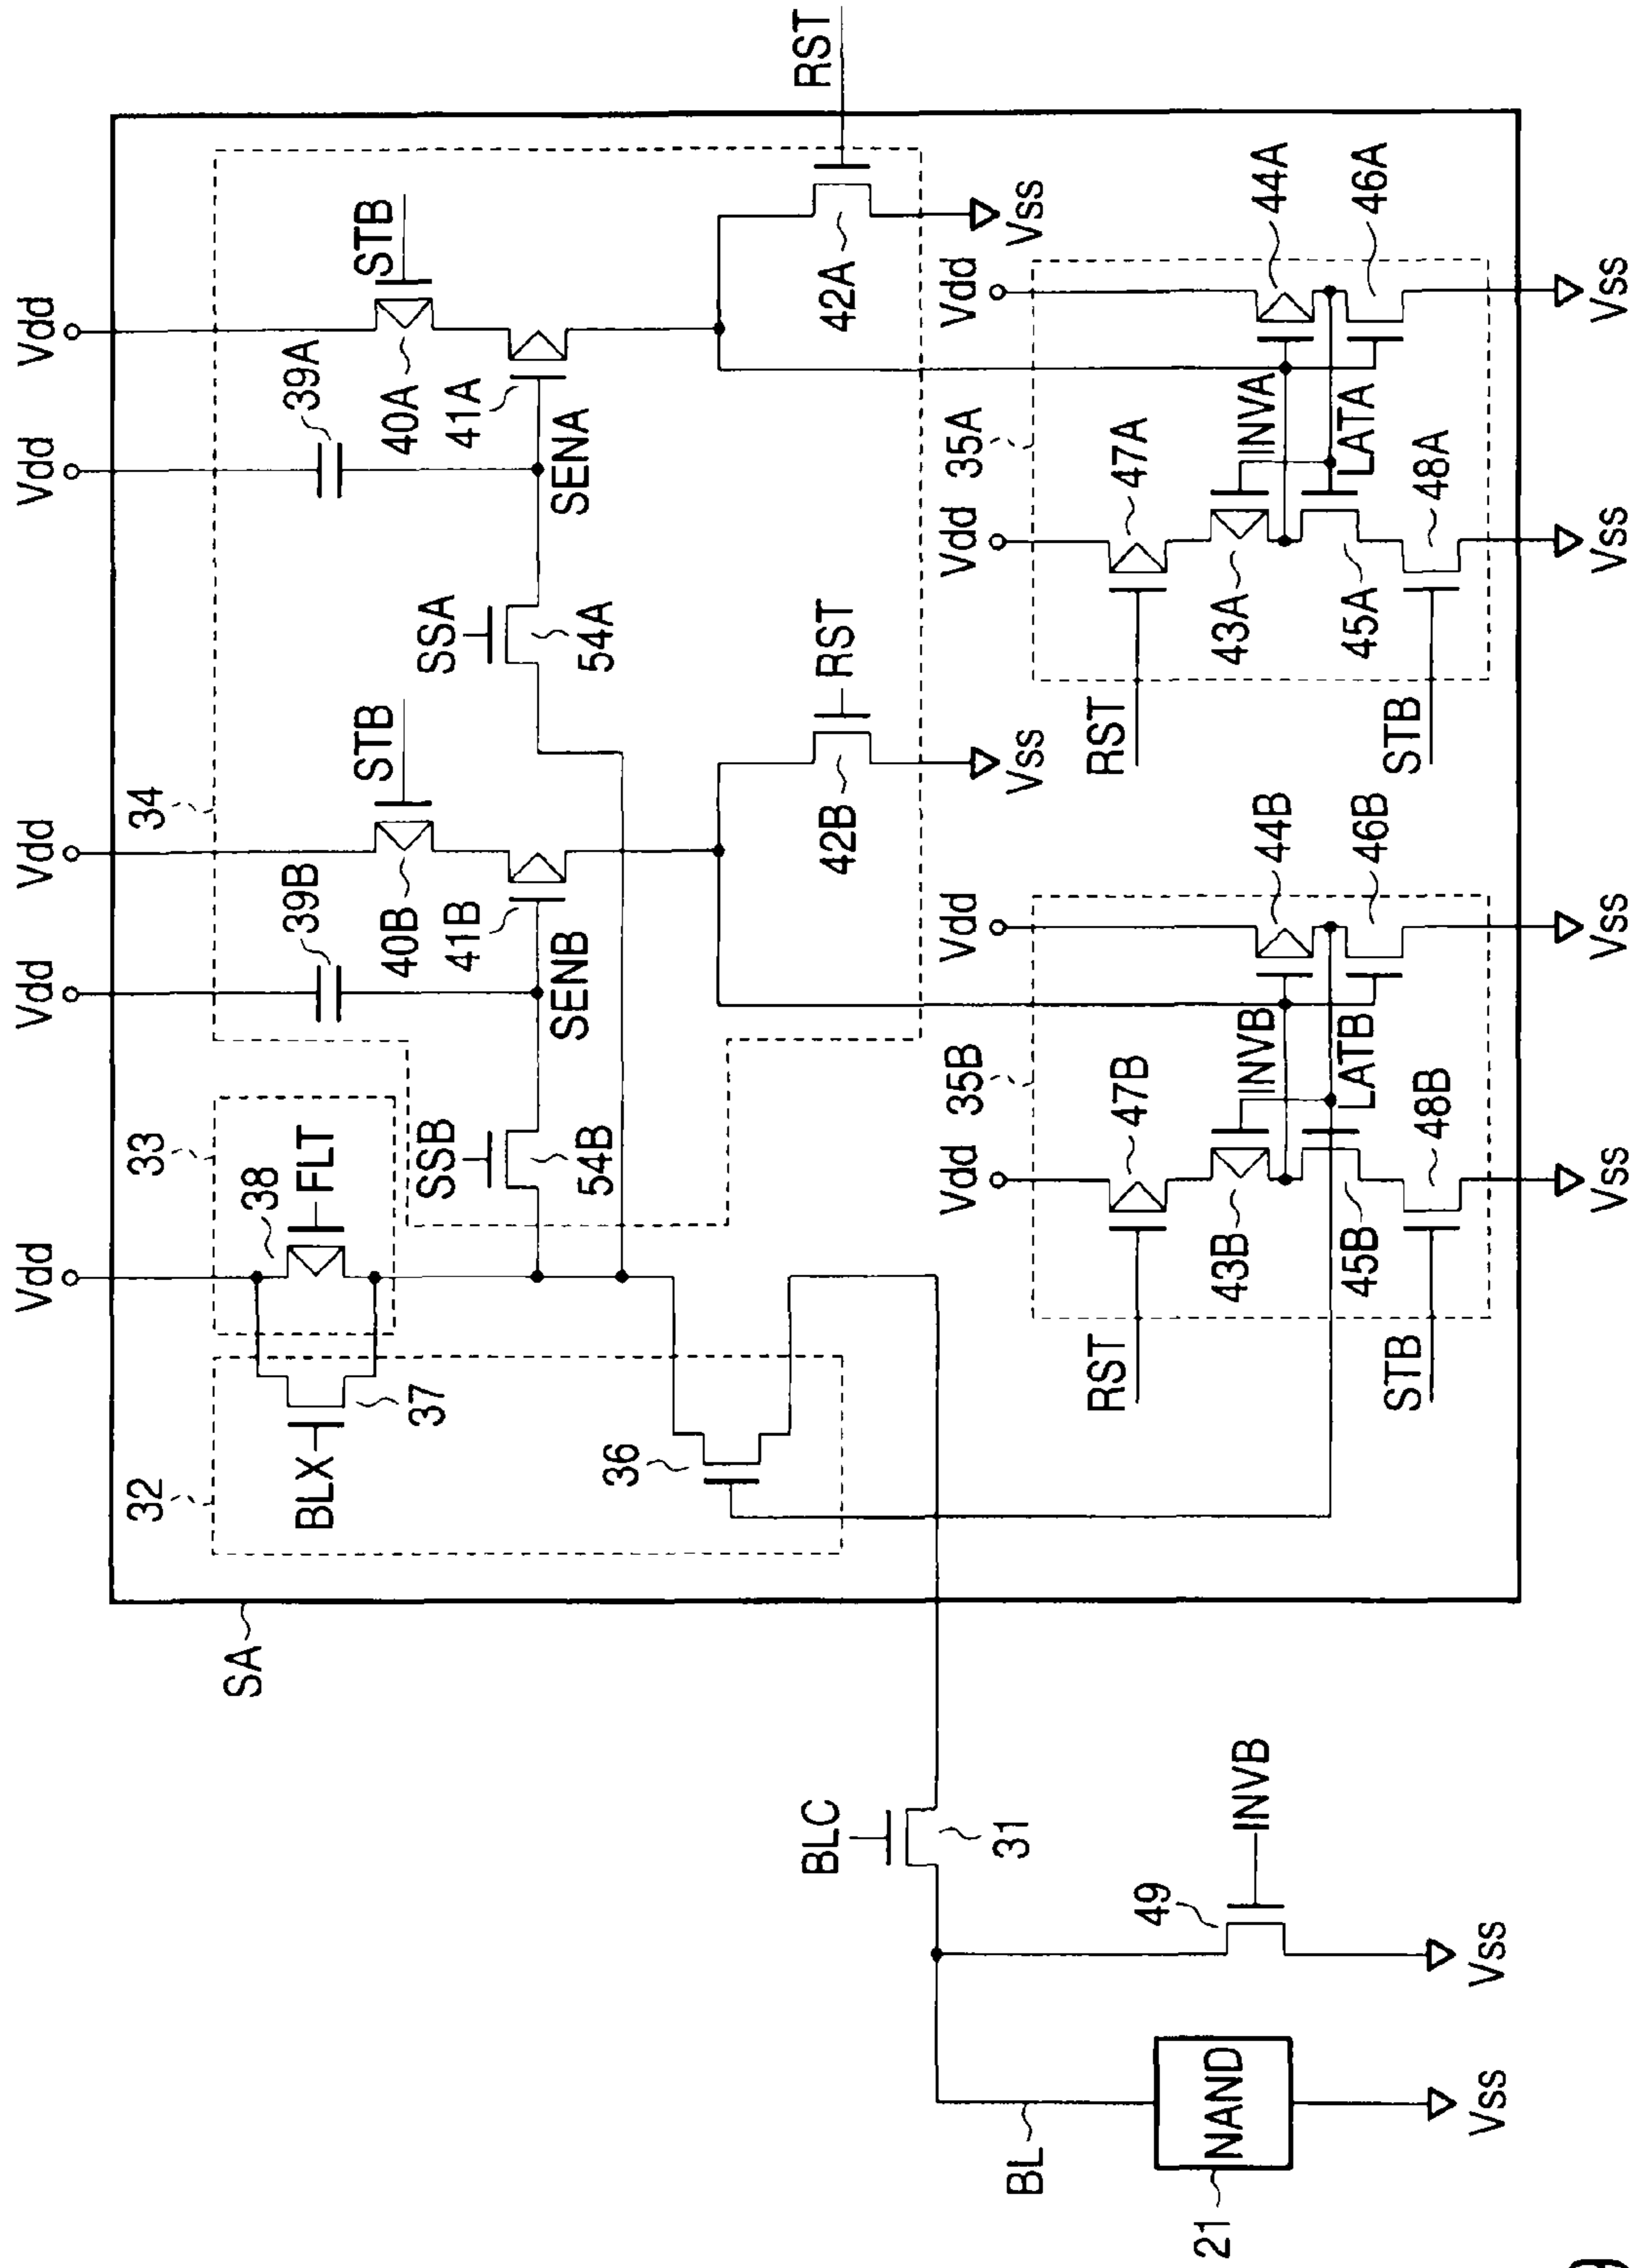 Vdd
Vdd
Vdd
Vdd
Vdd
32
33
34
38
FLT
BLX
37
39B
STB
40B
41B
SSB
54B
SENB
39A
STB
40A
41A
SSA
54A
SENA
RST
36
42B
RST
Vss
42A
Vss
SA
BLC
31
35B
Vdd
Vdd
47B
RST
43B
INVB
44B
LATB
45B
46B
STB
48B
Vss
Vss
35A
Vdd
Vdd
47A
RST
43A
INVA
44A
LATA
45A
46A
STB
48A
Vss
Vss
BL
49
INVB
NAND
21
Vss
Vss